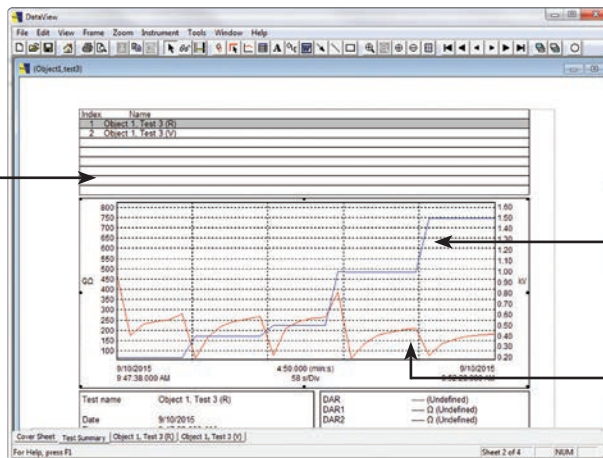 DataView
File Edit View Frame Zoom Instrument Tools Window Help
(Object1,test3)
Index Name
1 Object 1, Test 3 (R)
2 Object 1, Test 3 (V)
800 1.60
750 1.50
700 1.40
650 1.30
600 1.20
550 1.10
500 1.00
450 0.90
GΩ 400 0.80 kV
350 0.70
300 0.60
250 0.50
200 0.40
150 0.30
100 0.20
9/10/2015 4:50.000 (min:s) 9/10/2015
9:47:38.000 AM 58 s/Div
Test name Object 1, Test 3 (R)
Date 9/10/2015
DAR ---- (Undefined)
DAR1 ---- Ω (Undefined)
DAR2 ---- Ω (Undefined)
Cover Sheet Test Summary Object 1, Test 3 (R) Object 1, Test 3 (V)
For Help, press F1 Sheet 2 of 4 NUM